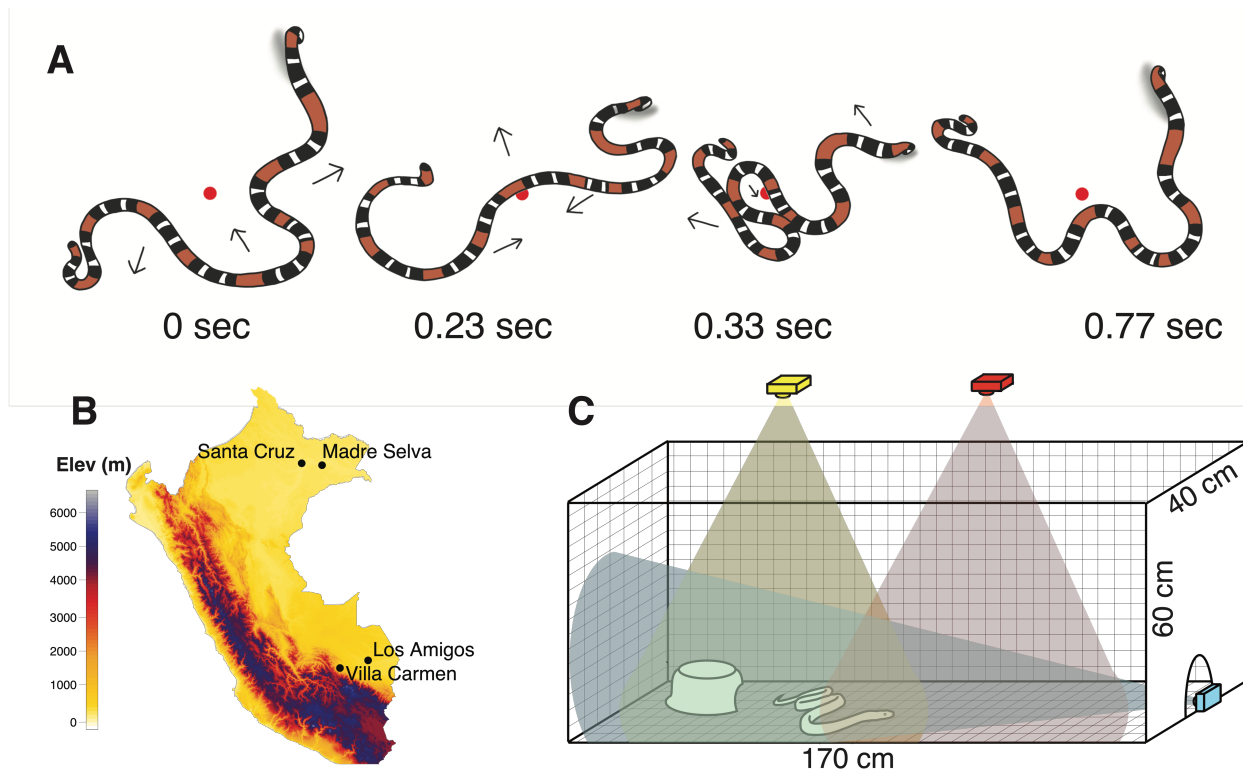 A
0 sec
0.23 sec
0.33 sec
0.77 sec
B
Santa Cruz
Madre Selva
Elev (m)
6000
5000
4000
3000
2000
1000
0
Los Amigos
Villa Carmen
C
40 cm
60 cm
170 cm